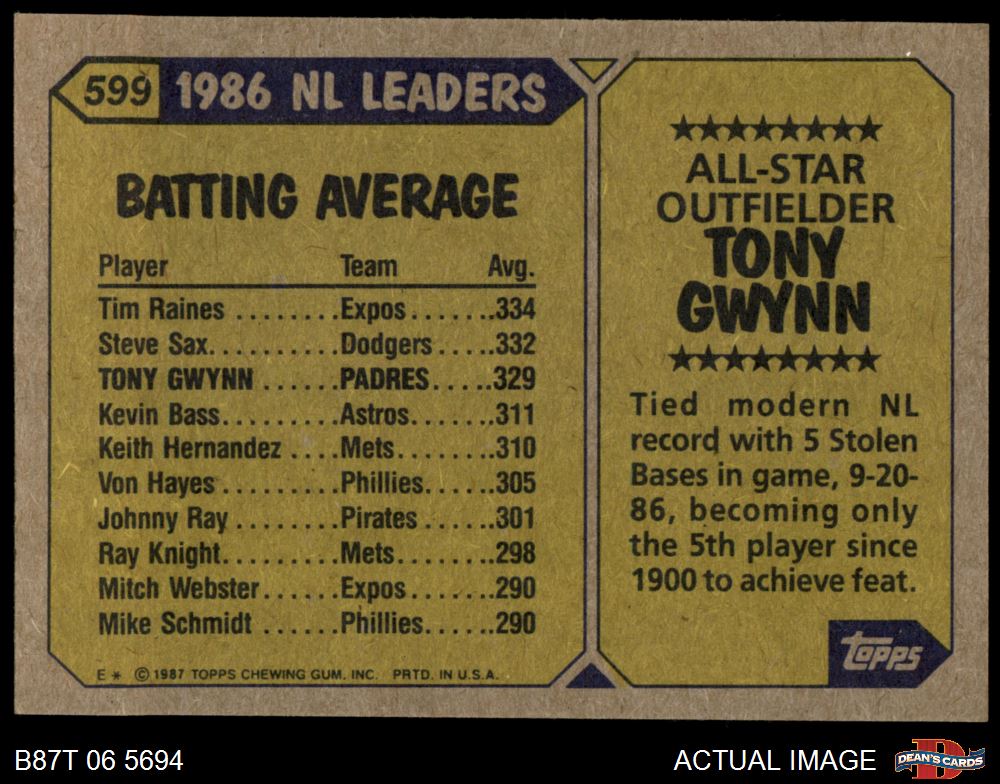 599 1986 NL LEADERS
BATTING AVERAGE
Player Team Avg.
Tim Raines ........Expos.......334
Steve Sax..........Dodgers.....332
TONY GWYNN ......PADRES.....329
Kevin Bass.........Astros.......311
Keith Hernandez ....Mets........310
Von Hayes .........Phillies......305
Johnny Ray ........Pirates ......301
Ray Knight.........Mets........298
Mitch Webster......Expos.......290
Mike Schmidt ......Phillies......290
E * © 1987 TOPPS CHEWING GUM, INC. PRTD. IN U.S.A.
★★★★★★★★
ALL-STAR
OUTFIELDER
TONY
GWYNN
★★★★★★★★
Tied modern NL
record with 5 Stolen
Bases in game, 9-20-
86, becoming only
the 5th player since
1900 to achieve feat.
topps
B87T 06 5694
ACTUAL IMAGE
D
DEAN'S CARDS